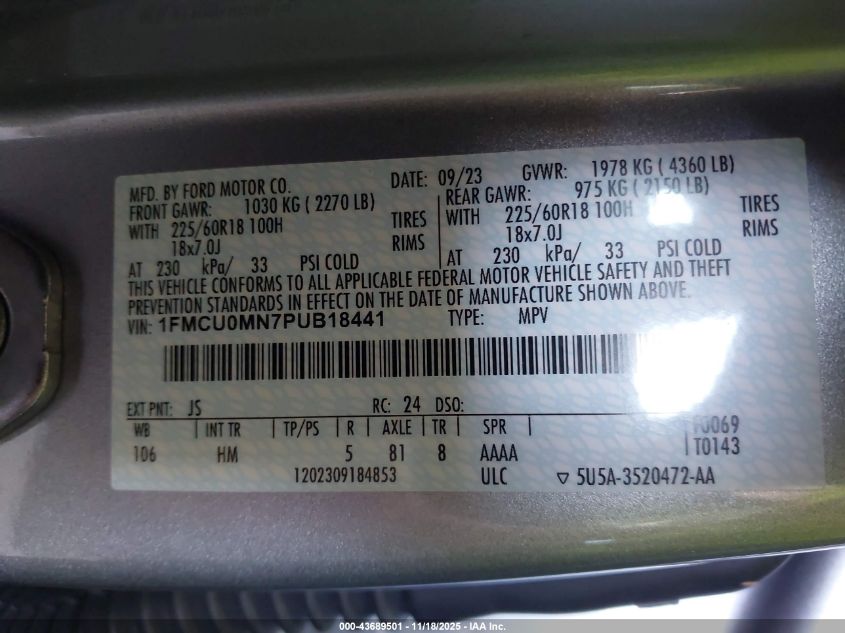 MFD. BY FORD MOTOR CO. DATE: 09/23 GVWR: 1978 KG ( 4360 LB)
FRONT GAWR: 1030 KG ( 2270 LB) REAR GAWR: 975 KG ( 2150 LB)
WITH 225/60R18 100H TIRES WITH 225/60R18 100H TIRES
18x7.0J RIMS 18x7.0J RIMS
AT 230 kPa/ 33 PSI COLD AT 230 kPa/ 33 PSI COLD
THIS VEHICLE CONFORMS TO ALL APPLICABLE FEDERAL MOTOR VEHICLE SAFETY AND THEFT
PREVENTION STANDARDS IN EFFECT ON THE DATE OF MANUFACTURE SHOWN ABOVE.
VIN: 1FMCU0MN7PUB18441 TYPE: MPV
EXT PNT: JS RC: 24 DSO:
WB INT TR TP/PS R AXLE TR SPR F0069
106 HM 5 81 8 AAAA T0143
1202309184853 ULC ▽ 5U5A-3520472-AA
000-43689501 - 11/18/2025 - IAA Inc.